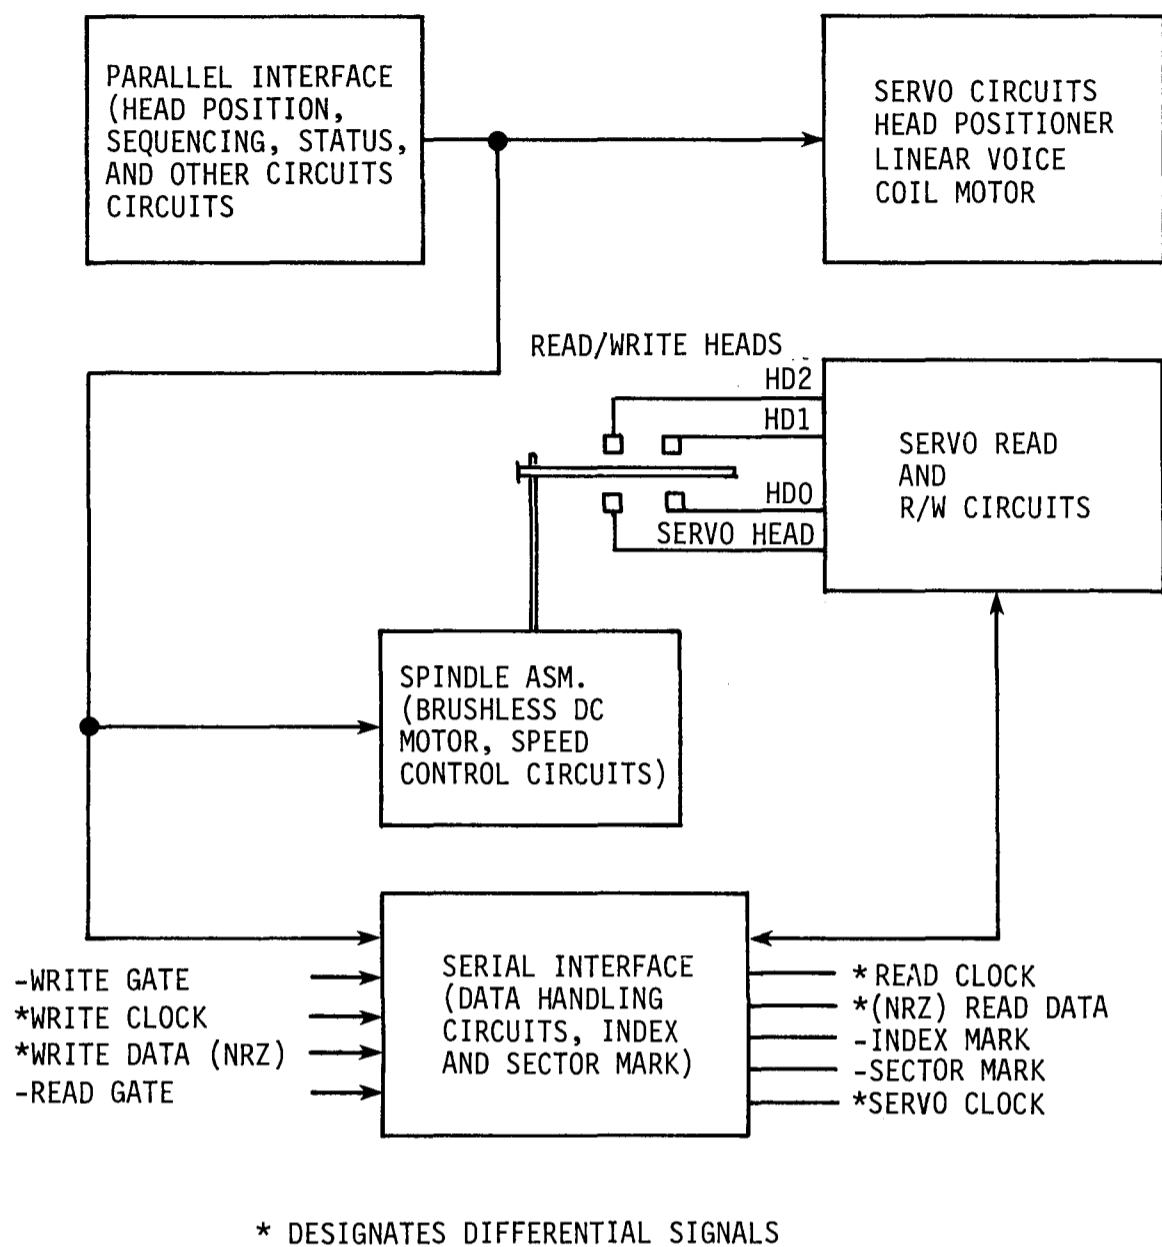 PARALLEL INTERFACE
(HEAD POSITION,
SEQUENCING, STATUS,
AND OTHER CIRCUITS
CIRCUITS
SERVO CIRCUITS
HEAD POSITIONER
LINEAR VOICE
COIL MOTOR
READ/WRITE HEADS
HD2
HD1
HD0
SERVO HEAD
SERVO READ
AND
R/W CIRCUITS
SPINDLE ASM.
(BRUSHLESS DC
MOTOR, SPEED
CONTROL CIRCUITS)
-WRITE GATE
*WRITE CLOCK
*WRITE DATA (NRZ)
-READ GATE
SERIAL INTERFACE
(DATA HANDLING
CIRCUITS, INDEX
AND SECTOR MARK)
*READ CLOCK
*(NRZ) READ DATA
-INDEX MARK
-SECTOR MARK
*SERVO CLOCK
* DESIGNATES DIFFERENTIAL SIGNALS